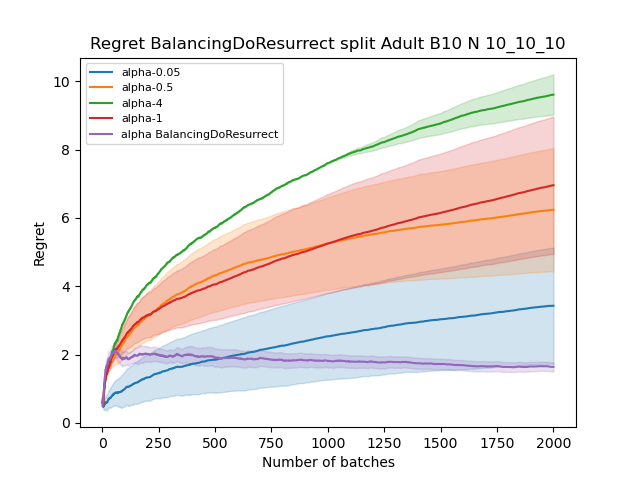 Regret BalancingDoResurrect split Adult B10 N 10_10_10
alpha-0.05
alpha-0.5
alpha-4
alpha-1
alpha BalancingDoResurrect
Regret
10
8
6
4
2
0
0 250 500 750 1000 1250 1500 1750 2000
Number of batches